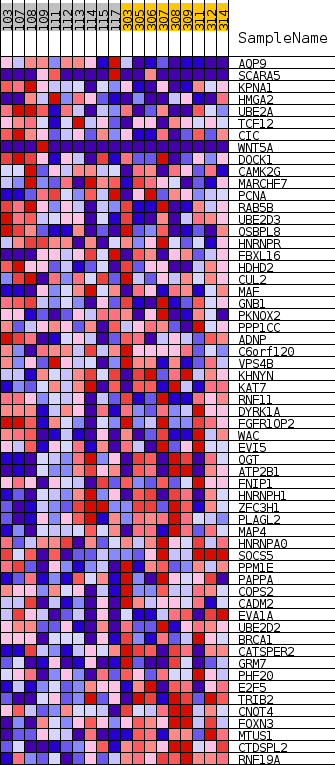 108 107 108 109 111 112 113 114 115 117 303 305 306 307 308 309 311 312 314
SampleName
AQP9
SCARA5
KPNA1
HMGA2
UBE2A
TCF12
CIC
WNT5A
DOCK1
CAMK2G
MARCHF7
PCNA
RAB5B
UBE2D3
OSBPL8
HNRNPR
FBXL16
HDHD2
CUL2
MAF
GNB1
PKNOX2
PPP1CC
ADNP
C6orf120
VPS4B
KHNYN
KAT7
RNF11
DYRK1A
FGFR1OP2
WAC
EVI5
OGT
ATP2B1
FNIP1
HNRNPH1
ZFC3H1
PLAGL2
MAP4
HNRNPA0
SOCS5
PPM1E
PAPPA
COPS2
CADM2
EVA1A
UBE2D2
BRCA1
CATSPER2
GRM7
PHF20
E2F5
TRIB2
CNOT4
FOXN3
MTUS1
CTDSPL2
RNF19A